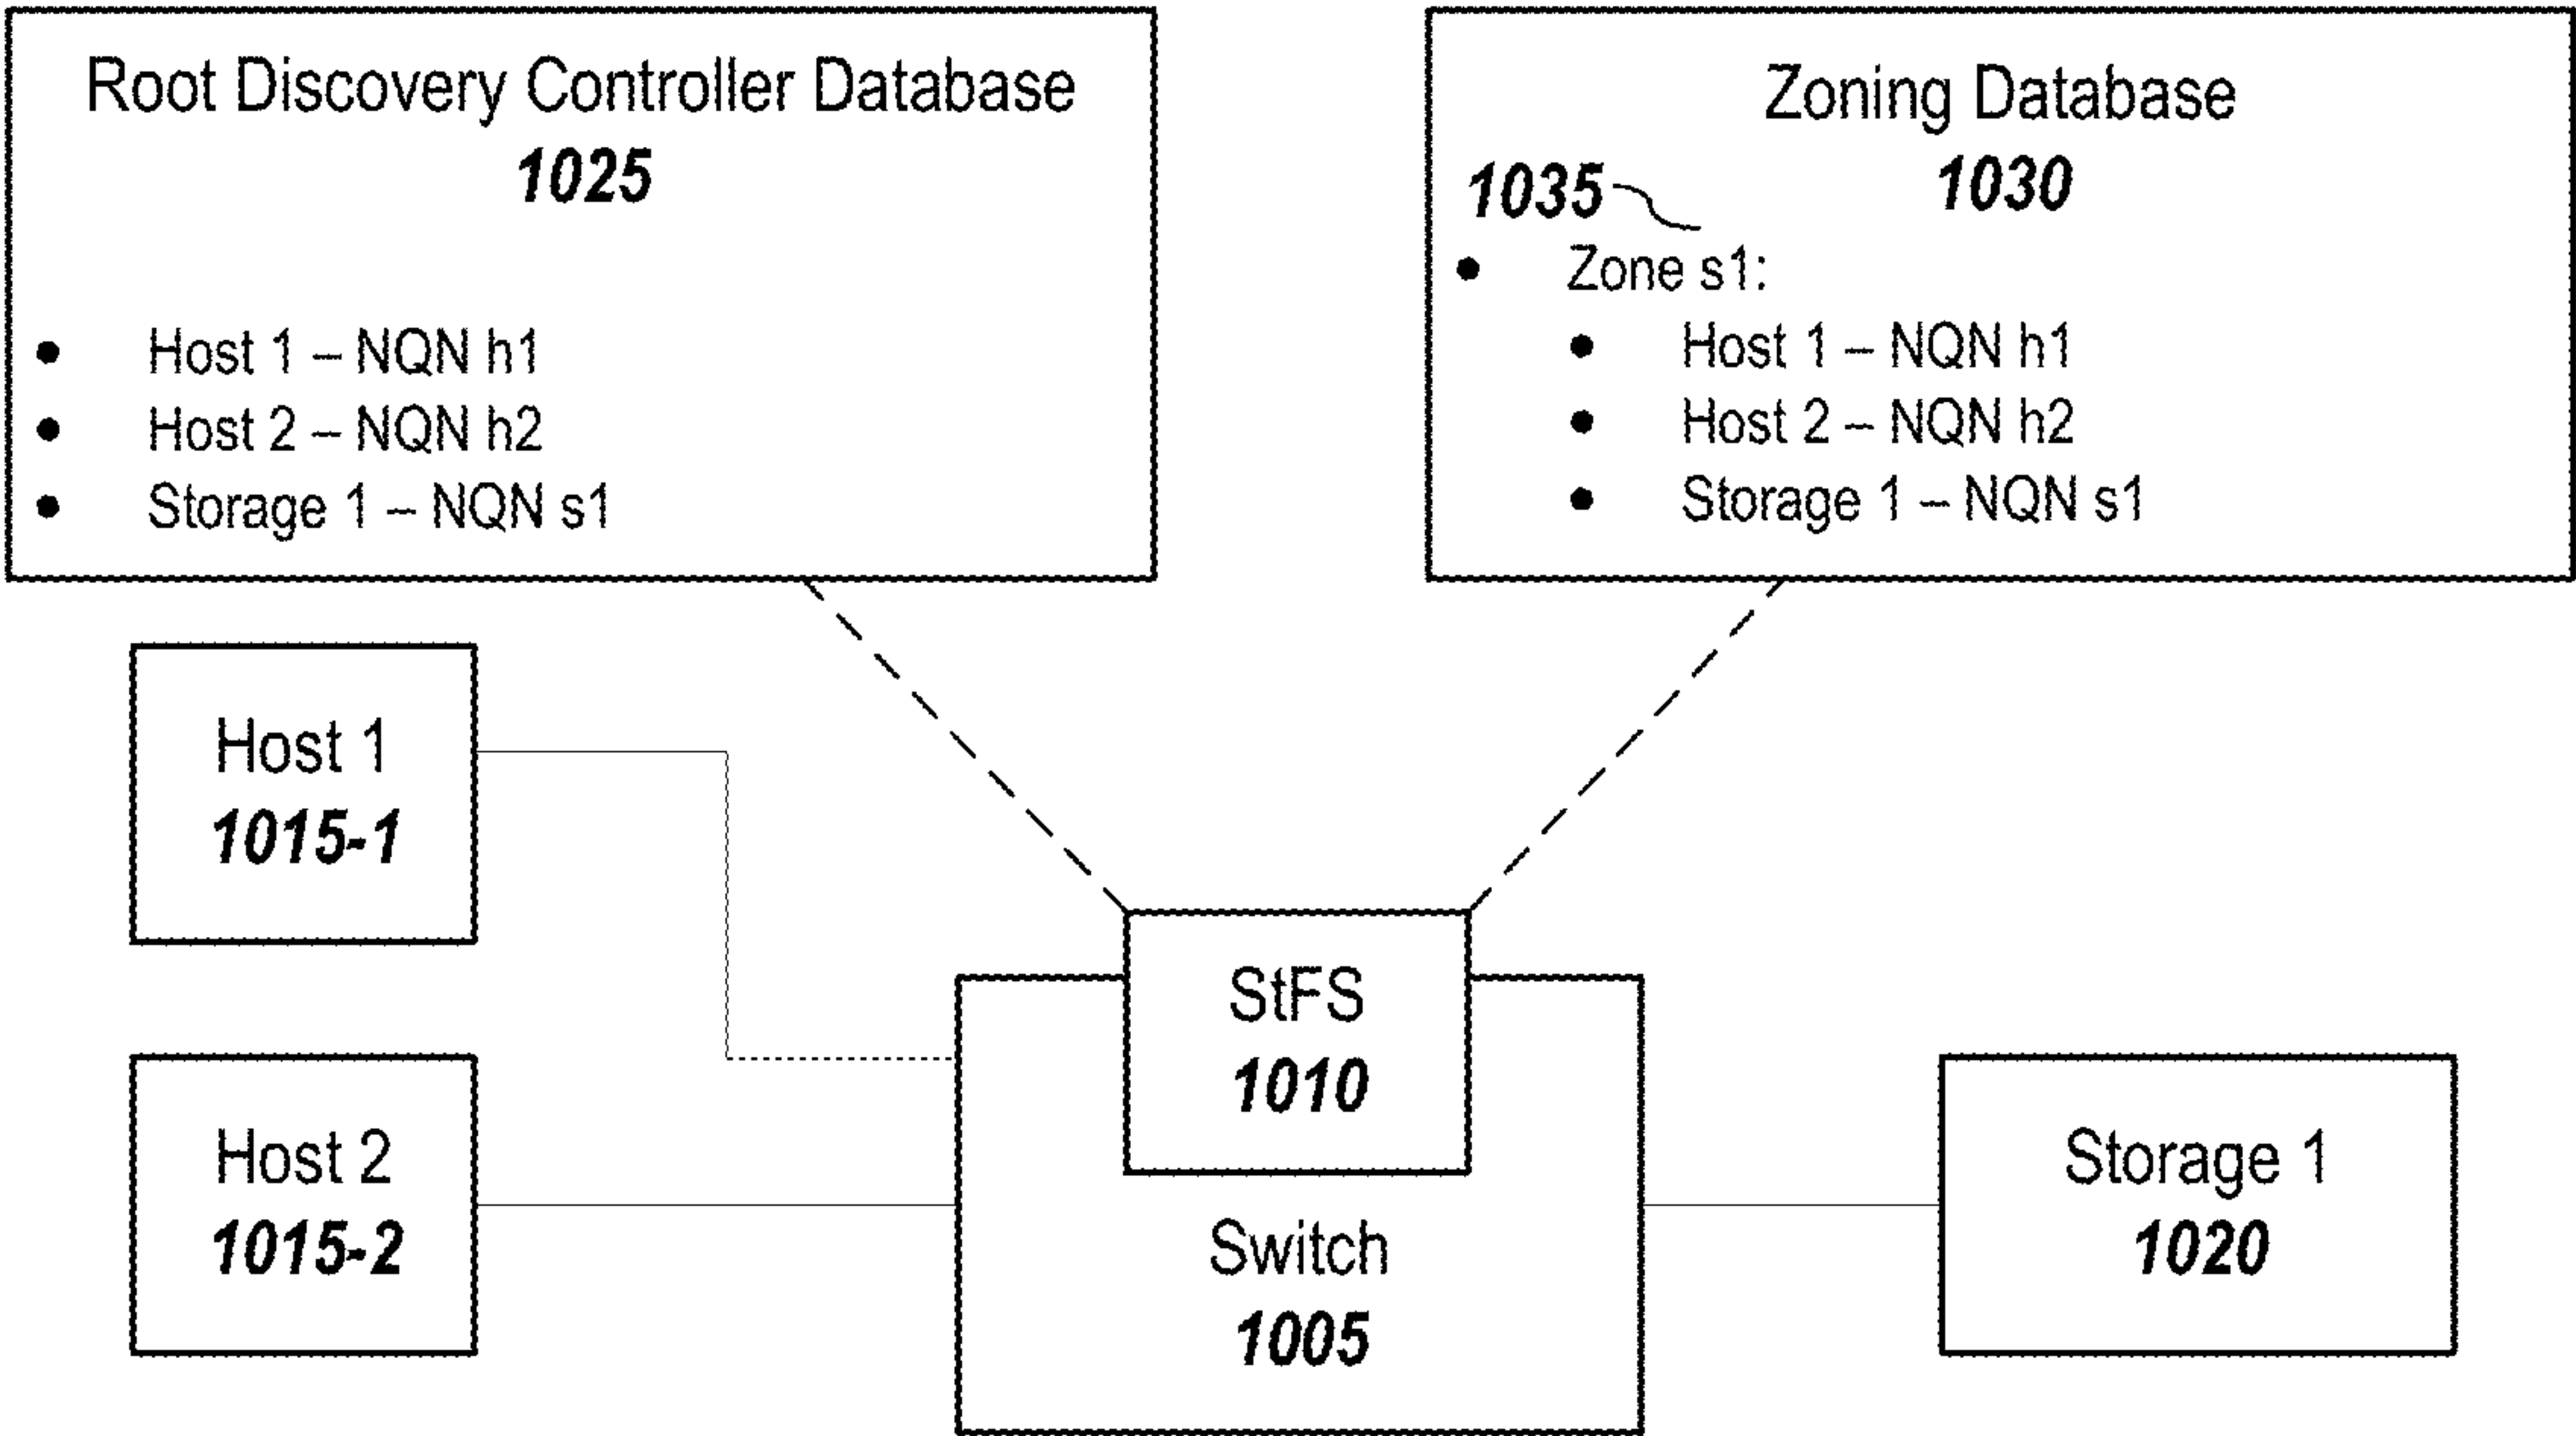 Root Discovery Controller Database
1025
• Host 1 – NQN h1
• Host 2 – NQN h2
• Storage 1 – NQN s1
Zoning Database
1030
1035
• Zone s1:
• Host 1 – NQN h1
• Host 2 – NQN h2
• Storage 1 – NQN s1
Host 1
1015-1
Host 2
1015-2
StFS
1010
Switch
1005
Storage 1
1020